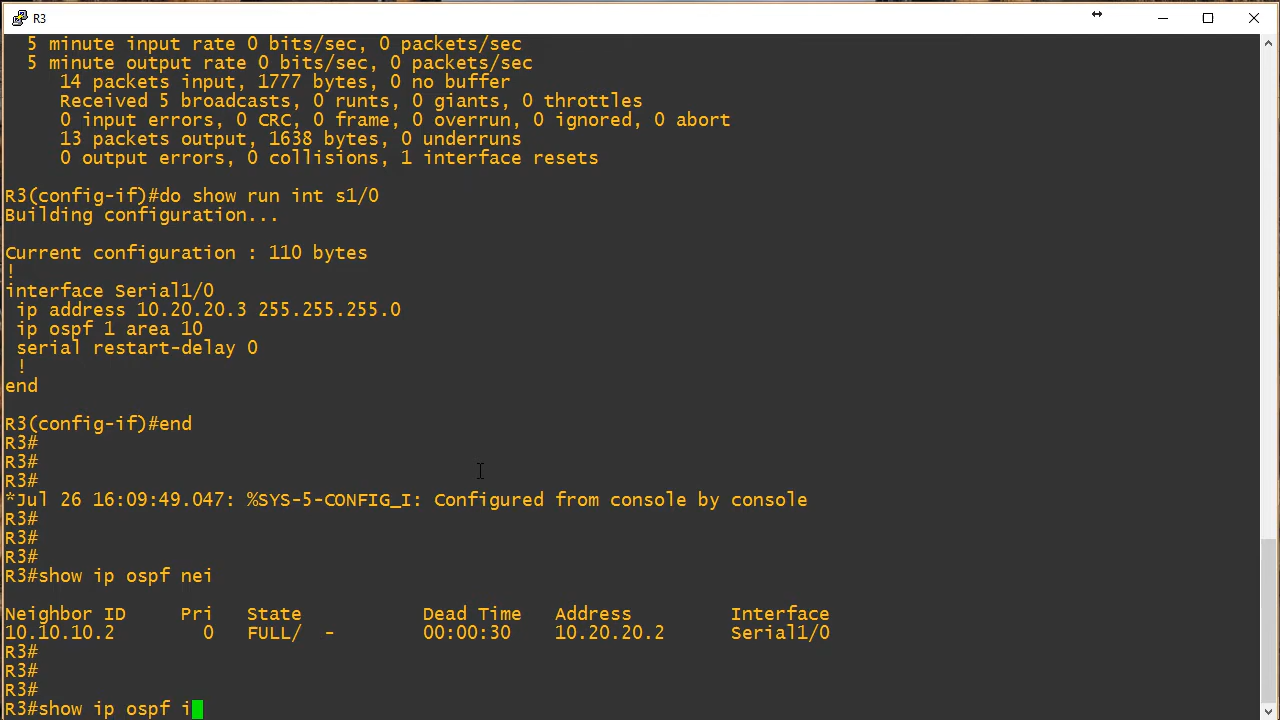 R3
5 minute input rate 0 bits/sec, 0 packets/sec
5 minute output rate 0 bits/sec, 0 packets/sec
14 packets input, 1777 bytes, 0 no buffer
Received 5 broadcasts, 0 runts, 0 giants, 0 throttles
0 input errors, 0 CRC, 0 frame, 0 overrun, 0 ignored, 0 abort
13 packets output, 1638 bytes, 0 underruns
0 output errors, 0 collisions, 1 interface resets
R3(config-if)#do show run int s1/0
Building configuration...
Current configuration : 110 bytes
!
interface Serial1/0
ip address 10.20.20.3 255.255.255.0
ip ospf 1 area 10
serial restart-delay 0
!
end
R3(config-if)#end
R3#
R3#
R3#
*Jul 26 16:09:49.047: %SYS-5-CONFIG_I: Configured from console by console
R3#
R3#
R3#
R3#show ip ospf nei
Neighbor ID     Pri   State           Dead Time   Address         Interface
10.10.10.2        0   FULL/  -        00:00:30    10.20.20.2      Serial1/0
R3#
R3#
R3#
R3#show ip ospf i